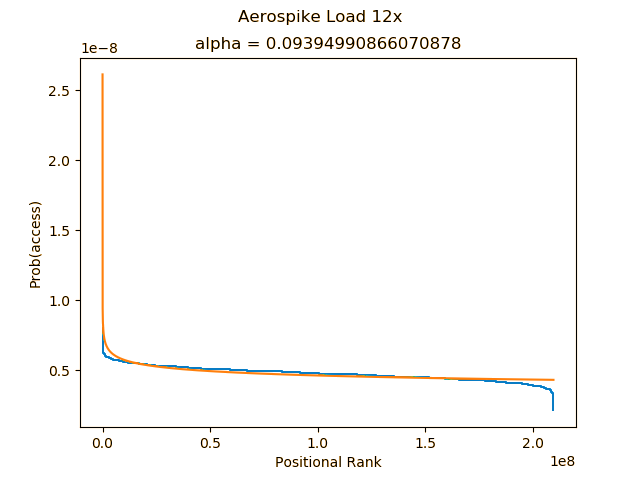 Aerospike Load 12x
alpha = 0.09394990866070878
1e−8
2.5
2.0
1.5
1.0
0.5
Prob(access)
0.0
0.5
1.0
1.5
2.0
1e8
Positional Rank